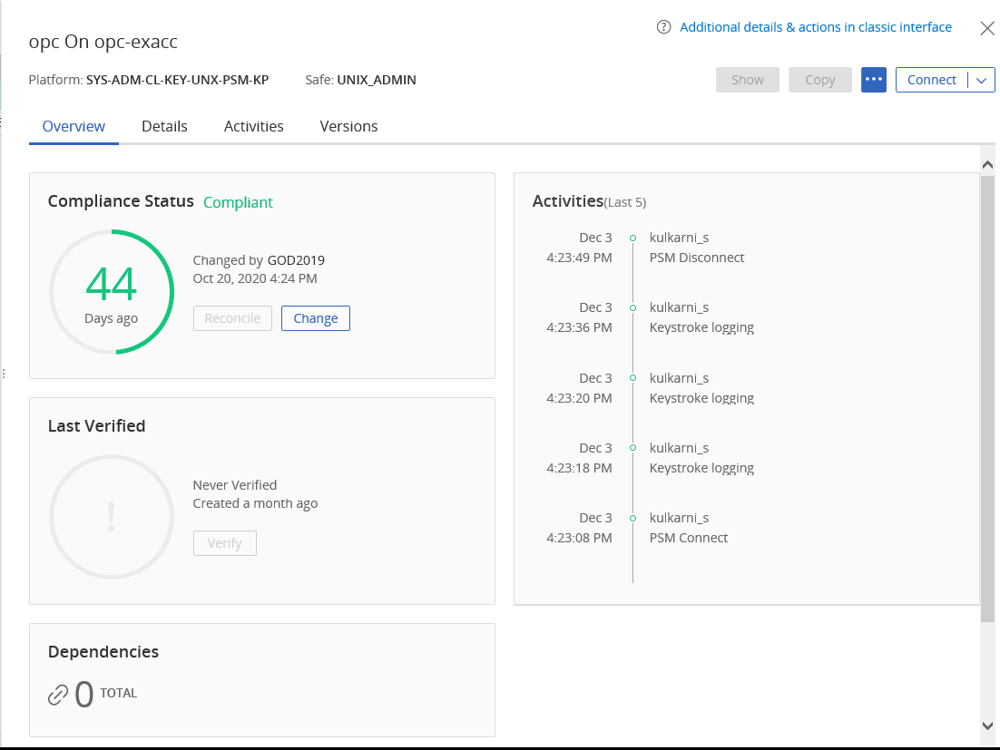 Additional details & actions in classic interface
opc On opc-exacc
Platform: SYS-ADM-CL-KEY-UNX-PSM-KP Safe: UNIX_ADMIN
Show Copy ••• Connect
Overview Details Activities Versions
Compliance Status Compliant
44
Days ago
Changed by GOD2019
Oct 20, 2020 4:24 PM
Reconcile Change
Last Verified
!
Never Verified
Created a month ago
Verify
Dependencies
0 TOTAL
Activities(Last 5)
Dec 3 kulkarni_s
4:23:49 PM PSM Disconnect
Dec 3 kulkarni_s
4:23:36 PM Keystroke logging
Dec 3 kulkarni_s
4:23:20 PM Keystroke logging
Dec 3 kulkarni_s
4:23:18 PM Keystroke logging
Dec 3 kulkarni_s
4:23:08 PM PSM Connect